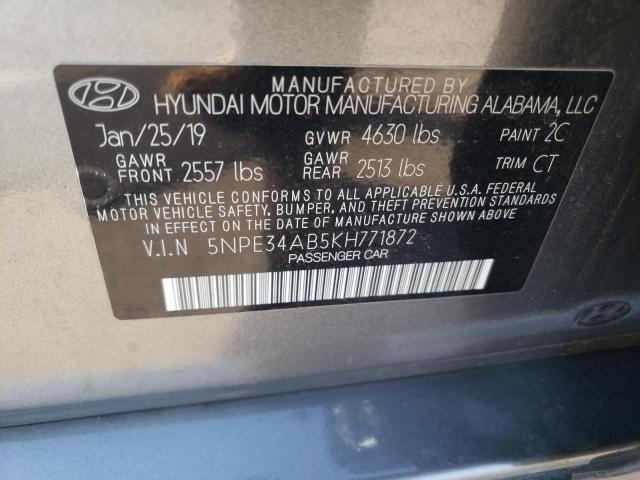 MANUFACTURED BY
HYUNDAI MOTOR MANUFACTURING ALABAMA, LLC
Jan/25/19 GVWR 4630 lbs PAINT 2C
GAWR FRONT 2557 lbs GAWR REAR 2513 lbs TRIM CT
THIS VEHICLE CONFORMS TO ALL APPLICABLE U.S.A. FEDERAL
MOTOR VEHICLE SAFETY, BUMPER, AND THEFT PREVENTION
STANDARDS IN EFFECT ON THE DATE OF MANUFACTURE SHOWN ABOVE.
V.I.N 5NPE34AB5KH771872
PASSENGER CAR